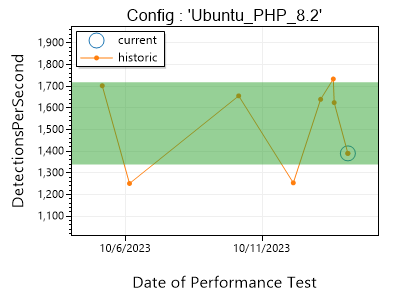 Config : 'Ubuntu_PHP_8.2'
current
historic
DetectionsPerSecond
1,900
1,800
1,700
1,600
1,500
1,400
1,300
1,200
1,100
10/6/2023
10/11/2023
Date of Performance Test